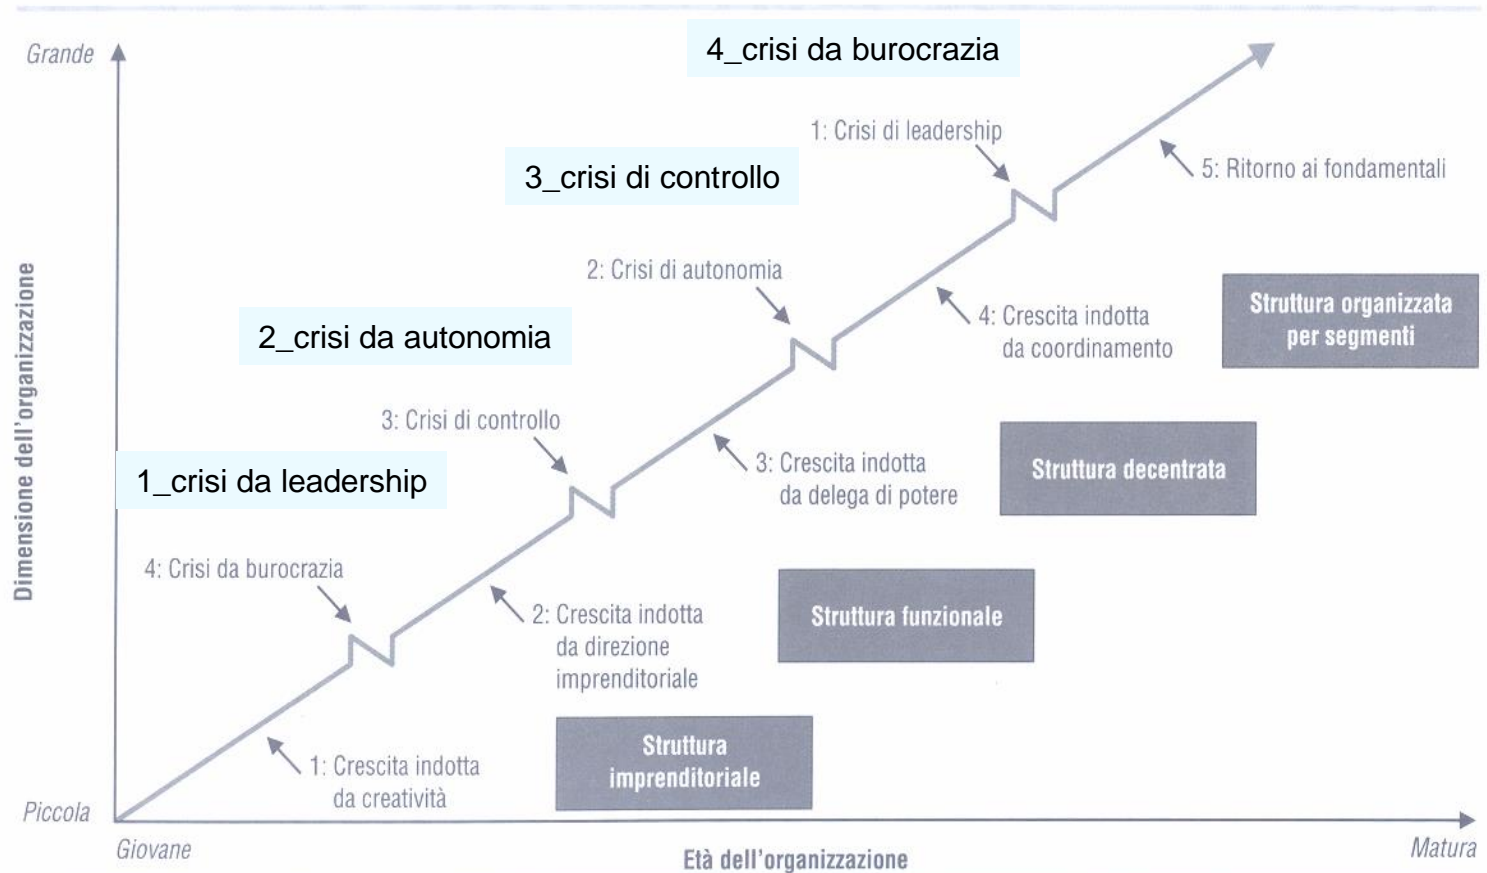 4_crisi da burocrazia
Grande
1: Crisi di leadership
3_crisi di controllo
5: Ritorno ai fondamentali
2: Crisi di autonomia
Dimensione dell'organizzazione
4: Crescita indotta
da coordinamento
Struttura organizzata
per segmenti
2_crisi da autonomia
3: Crisi di controllo
3: Crescita indotta
da delega di potere
Struttura decentrata
1_crisi da leadership
4: Crisi da burocrazia
2: Crescita indotta
da direzione
imprenditoriale
Struttura funzionale
1: Crescita indotta
da creatività
Struttura
imprenditoriale
Piccola
Giovane
Età dell'organizzazione
Matura